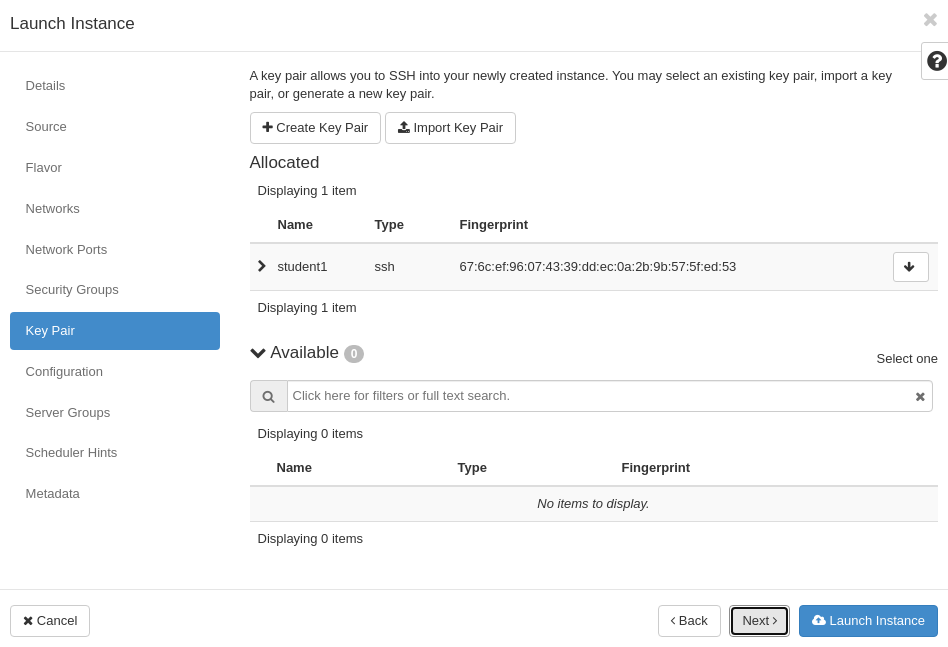 Launch Instance
Details
Source
Flavor
Networks
Network Ports
Security Groups
Key Pair
Configuration
Server Groups
Scheduler Hints
Metadata
A key pair allows you to SSH into your newly created instance. You may select an existing key pair, import a key
pair, or generate a new key pair.
Create Key Pair Import Key Pair
Allocated
Displaying 1 item
Name Type Fingerprint
student1 ssh 67:6c:ef:96:07:43:39:dd:ec:0a:2b:9b:57:5f:ed:53
Displaying 1 item
Available 0 Select one
Click here for filters or full text search.
Displaying 0 items
Name Type Fingerprint
No items to display.
Displaying 0 items
Cancel < Back Next > Launch Instance